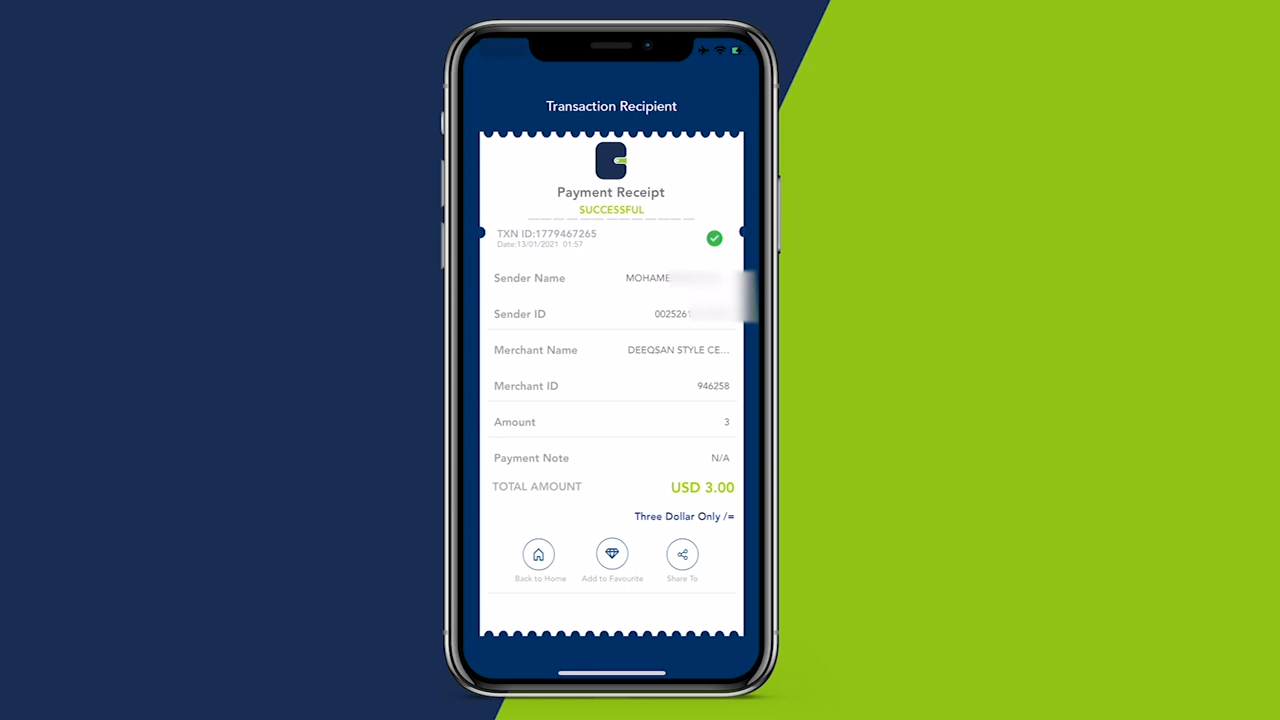 Transaction Recipient
Payment Receipt
SUCCESSFUL
TXN ID:1779467265
Date:13/01/2021 01:57
Sender Name MOHAME
Sender ID 0025261
Merchant Name DEEQSAN STYLE CE...
Merchant ID 946258
Amount 3
Payment Note N/A
TOTAL AMOUNT USD 3.00
Three Dollar Only /=
Back to Home Add to Favourite Share To